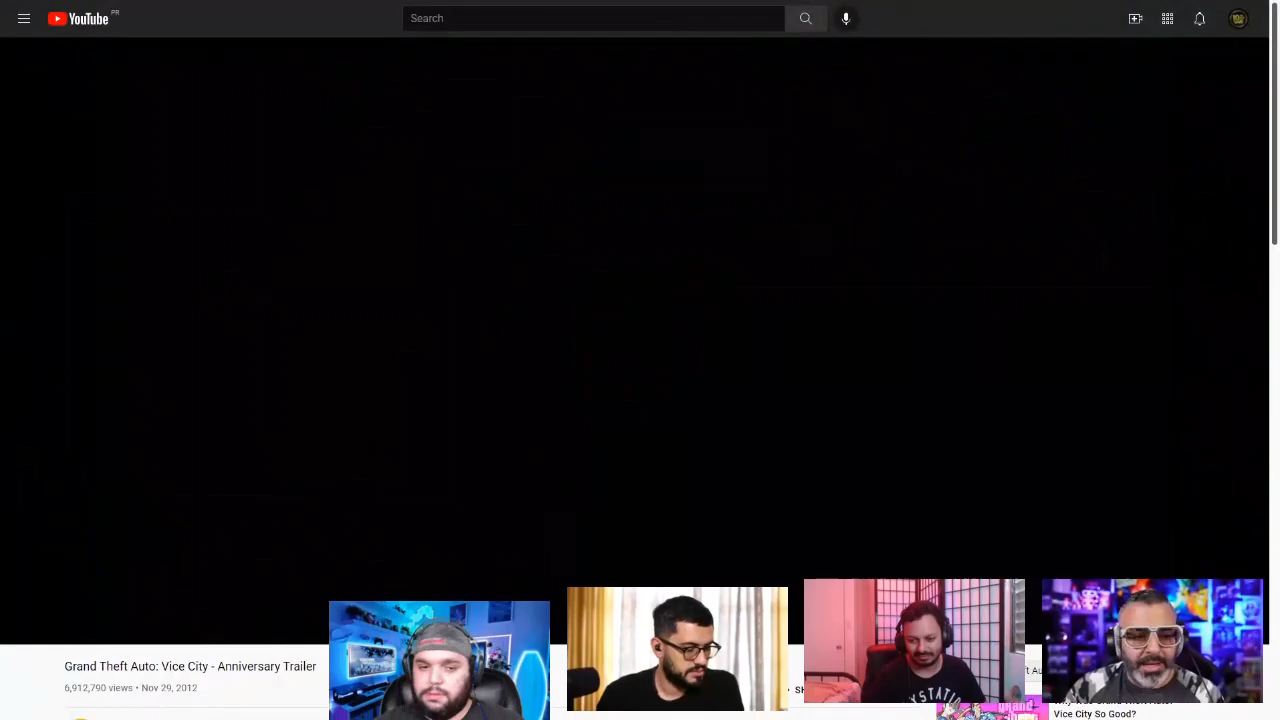 YouTube PR
Search
Grand Theft Auto: Vice City - Anniversary Trailer
6,912,790 views • Nov 29, 2012
SH
Vice City So Good?